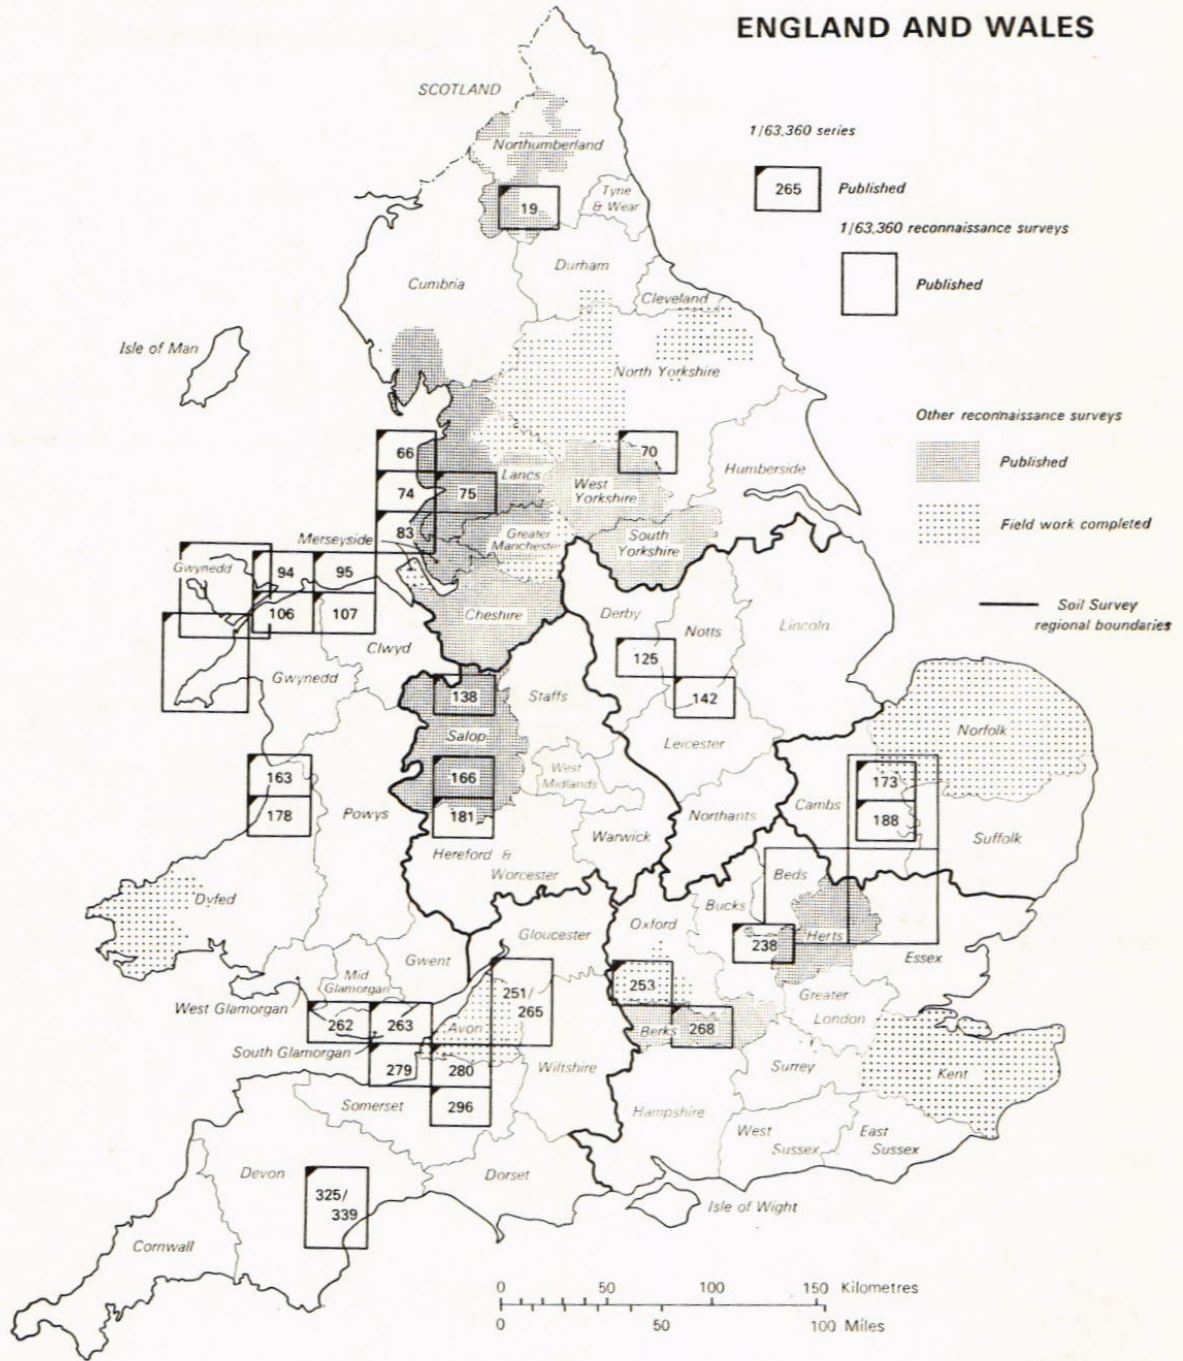 ENGLAND AND WALES
SCOTLAND
1/63,360 series
Northumberland
265
Published
19
Tyne
& Wear
1/63,360 reconnaissance surveys
Durham
Cumbria
Published
Cleveland
Isle of Man
North Yorkshire
Other reconnaissance surveys
66
70
Published
Humberside
Lancs
74
75
West
Yorkshire
Field work completed
83
Merseyside
Greater
Manchester
South
Yorkshire
Gwynedd
94
95
106
107
Cheshire
Derby
Notts
Lincoln
Soil Survey
regional boundaries
Clwyd
125
Gwynedd
138
Staffs
142
Salop
Leicester
Norfolk
163
166
West
Midlands
173
178
Powys
181
Cambs
188
Northants
Warwick
Suffolk
Hereford &
Worcester
Beds
Dyfed
Bucks
Oxford
Gloucester
Herts
238
Essex
Gwent
Mid
Glamorgan
West Glamorgan
251/
265
253
Greater
London
262
263
Avon
Berks
268
South Glamorgan
279
280
Wiltshire
Surrey
Kent
Somerset
296
Hampshire
West
Sussex
East
Sussex
Devon
Dorset
325/
339
Isle of Wight
Cornwall
0 50 100 150 Kilometres
0 50 100 Miles